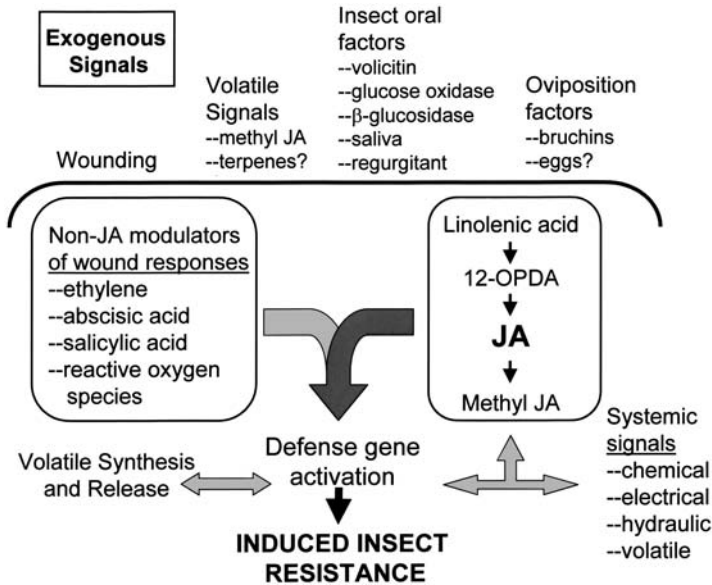 Exogenous
Signals
Wounding
Volatile
Signals
--methyl JA
--terpenes?
Insect oral
factors
--volicitin
--glucose oxidase
--β-glucosidase
--saliva
--regurgitant
Oviposition
factors
--bruchins
--eggs?
Non-JA modulators
of wound responses
--ethylene
--abscisic acid
--salicylic acid
--reactive oxygen
species
Linolenic acid
12-OPDA
JA
Methyl JA
Volatile Synthesis
and Release
Defense gene
activation
Systemic
signals
--chemical
--electrical
--hydraulic
--volatile
INDUCED INSECT
RESISTANCE